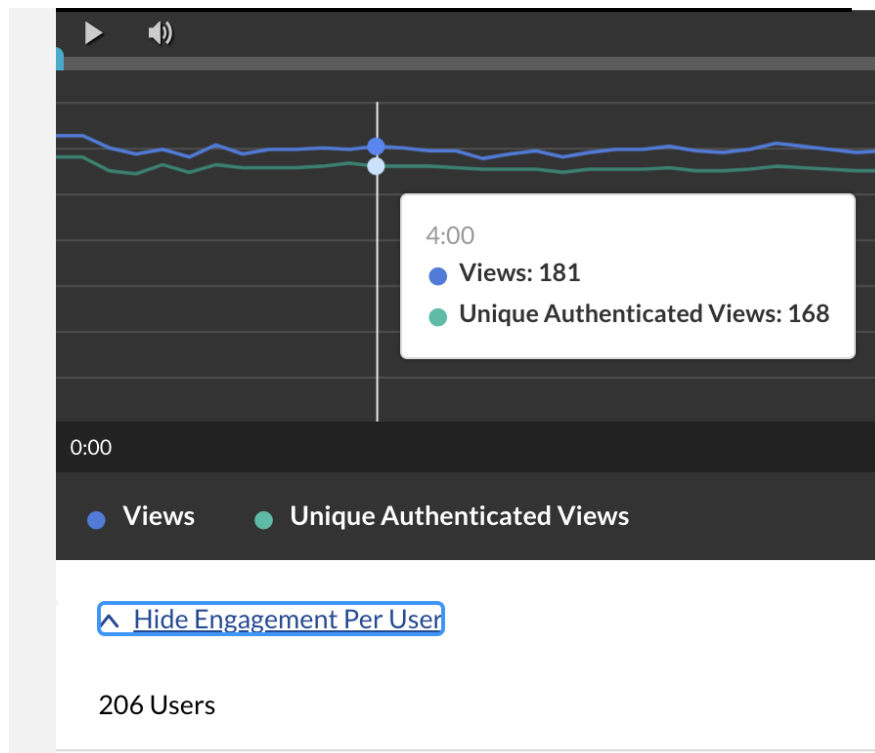 4:00
Views: 181
Unique Authenticated Views: 168
0:00
Views
Unique Authenticated Views
Hide Engagement Per User
206 Users